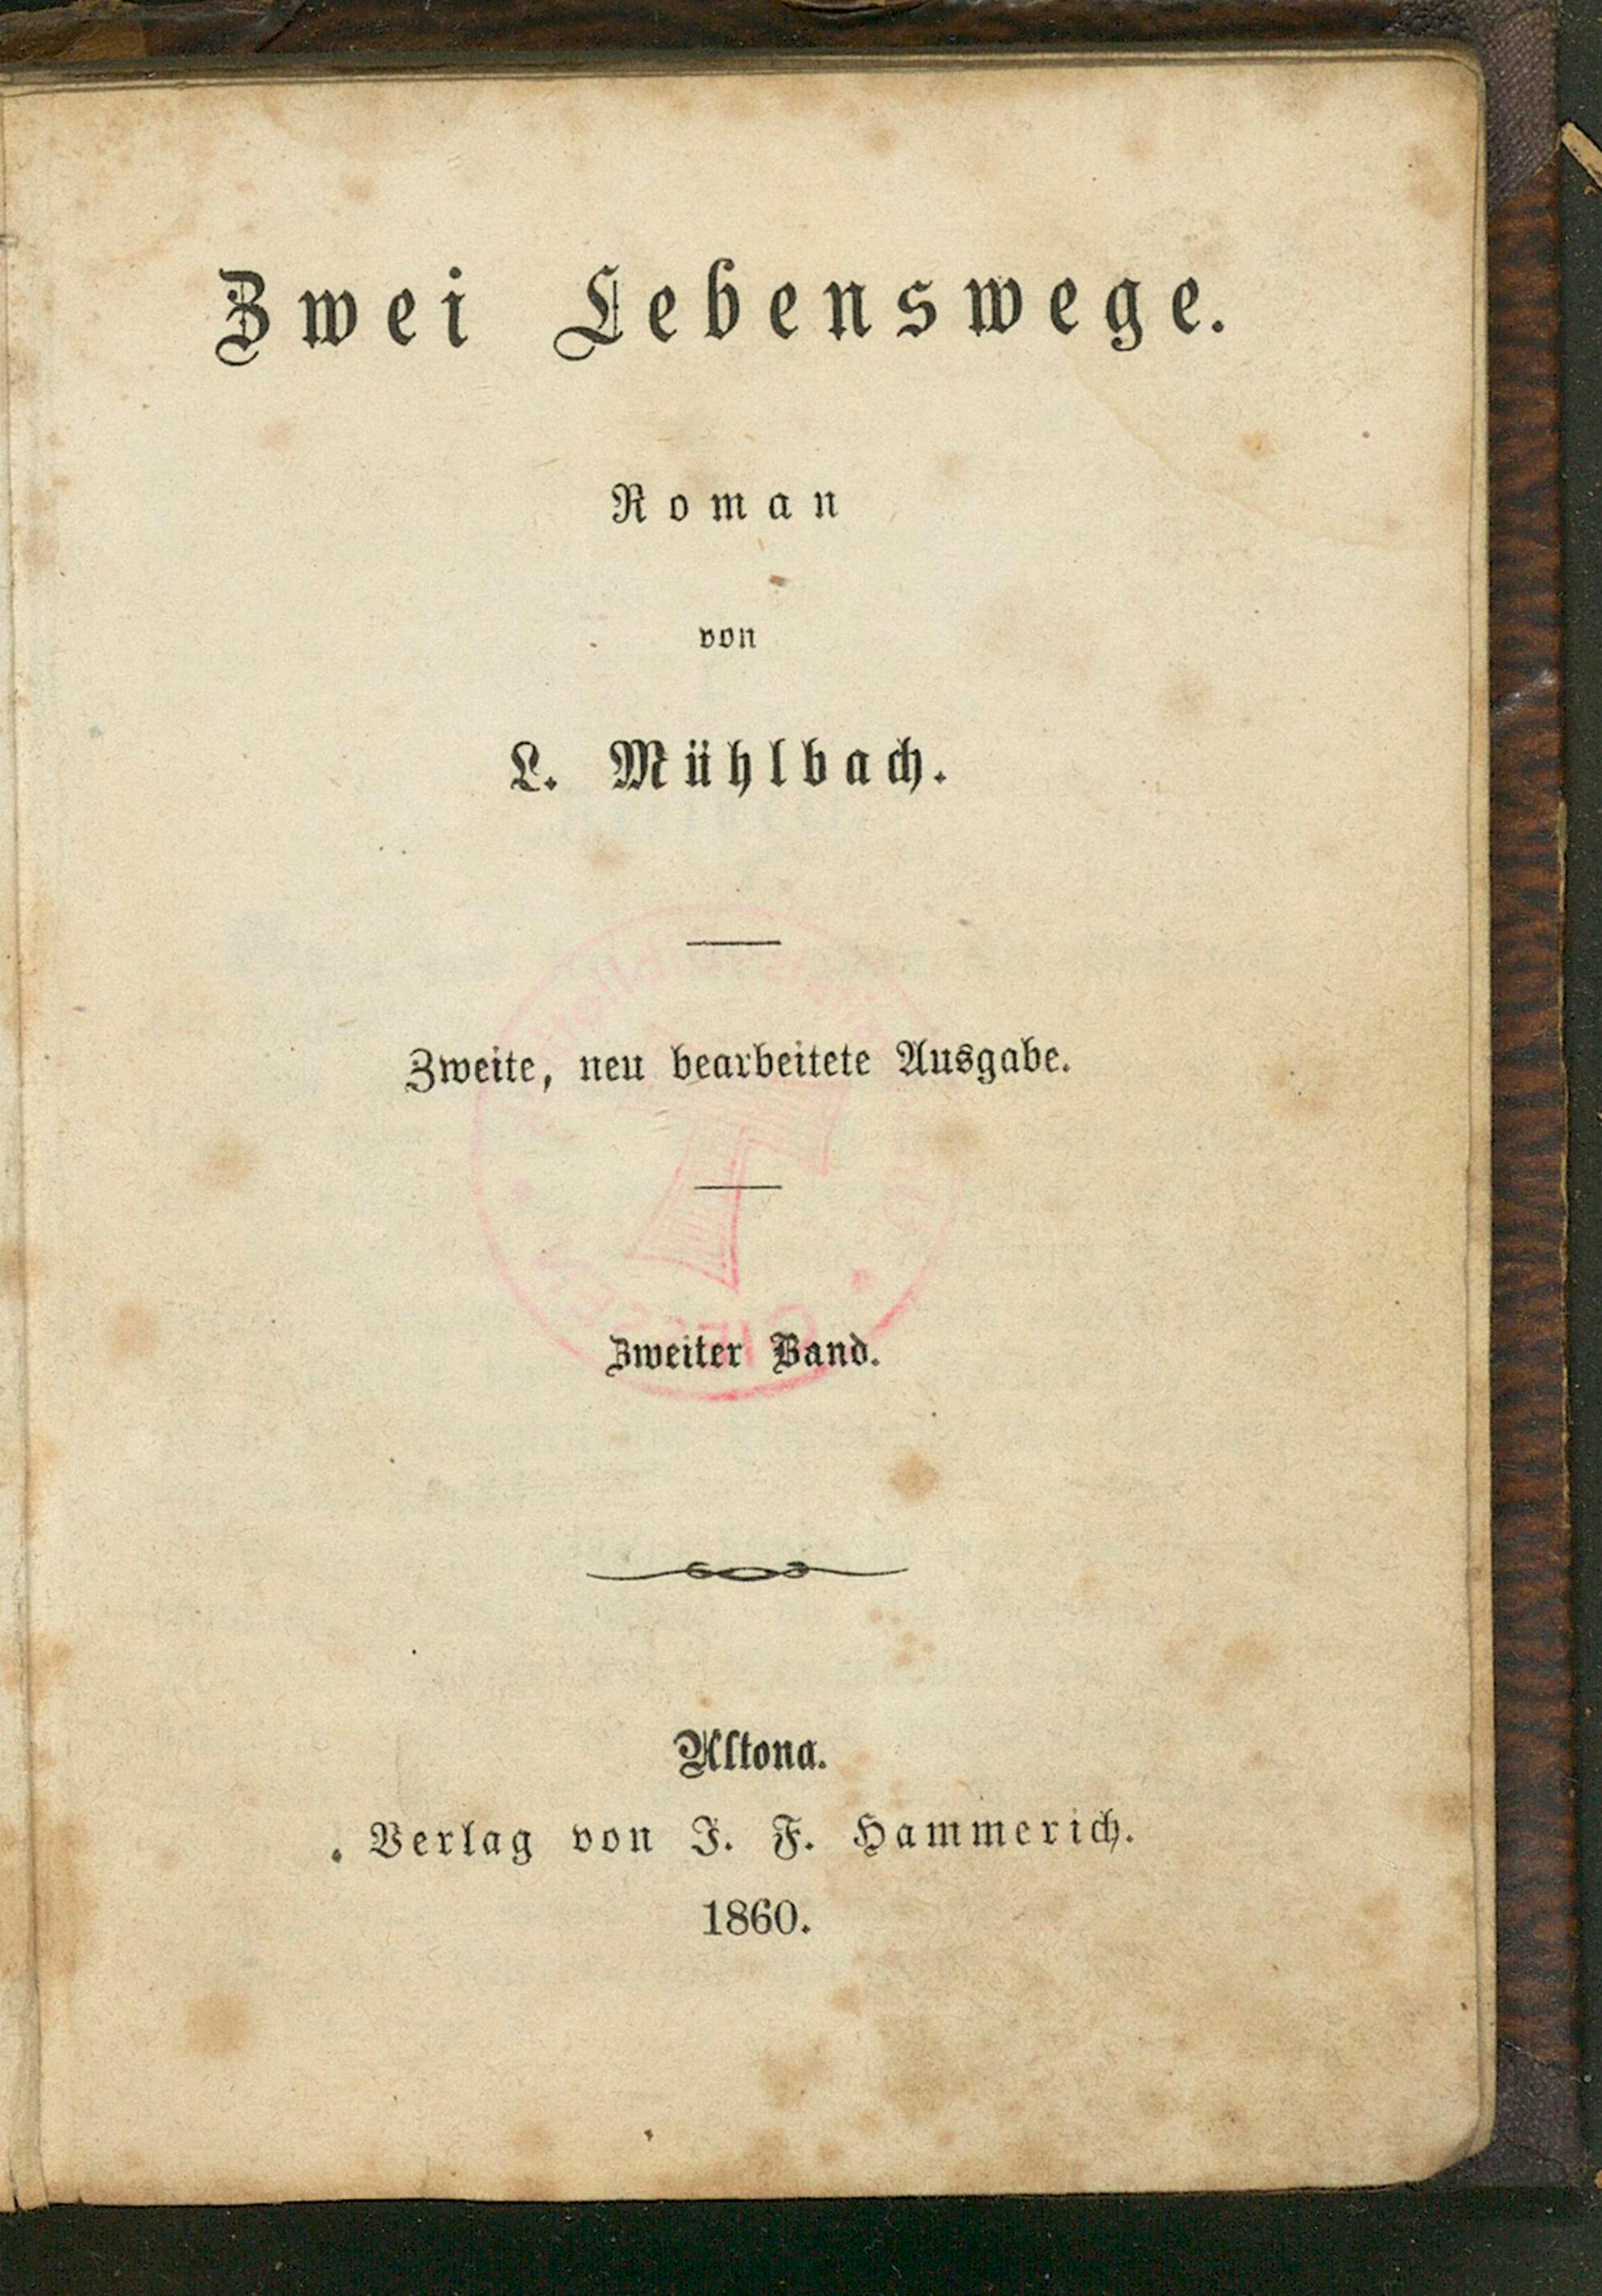 Zwei Lebenswege.
Roman
von
L. Mühlbach.
Zweite, neu bearbeitete Ausgabe.
Zweiter Band.
Altona.
Verlag von J. F. Hammerich.
1860.